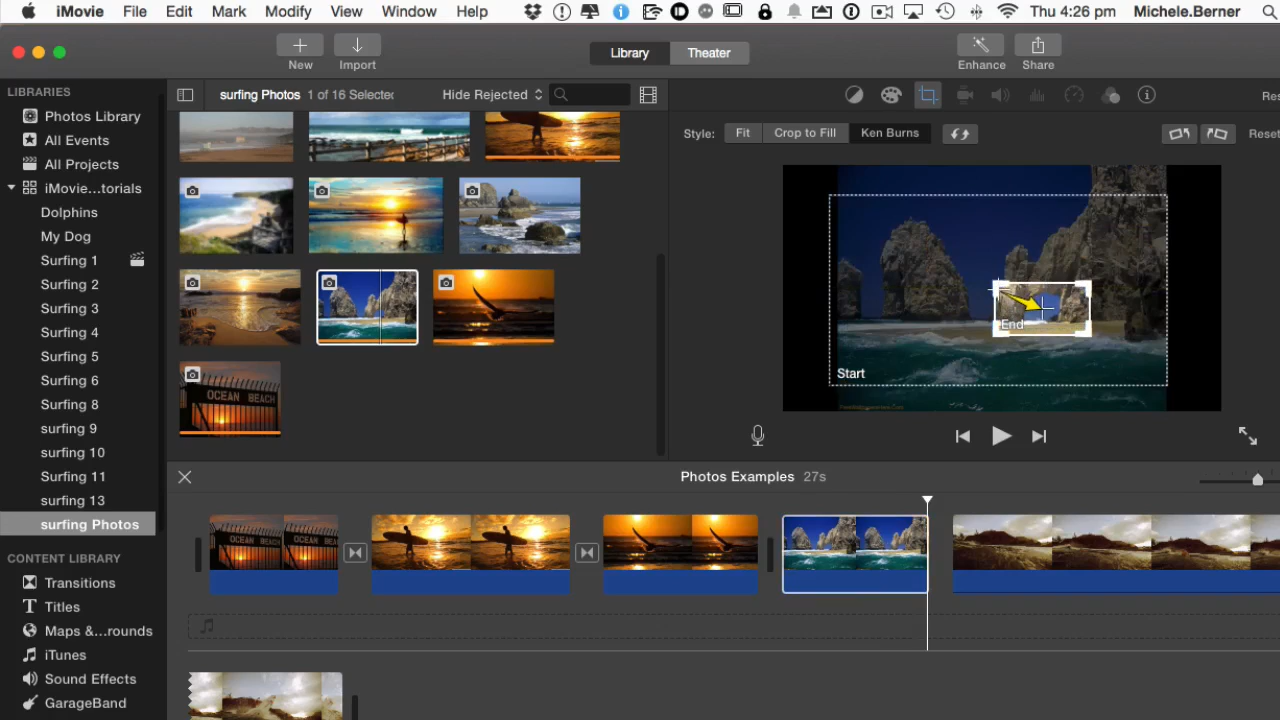 iMovie File Edit Mark Modify View Window Help Thu 4:26 pm Michele.Berner
New Import Library Theater Enhance Share
LIBRARIES
Photos Library
All Events
All Projects
iMovie...torials
Dolphins
My Dog
Surfing 1
Surfing 2
Surfing 3
Surfing 4
Surfing 5
Surfing 6
Surfing 8
surfing 9
surfing 10
Surfing 11
surfing 13
surfing Photos
CONTENT LIBRARY
Transitions
Titles
Maps &...rounds
iTunes
Sound Effects
GarageBand
surfing Photos 1 of 16 Selectec Hide Rejected
OCEAN BEACH
Rese
Style: Fit Crop to Fill Ken Burns Reset
End
Start
Photos Examples 27s
OCEAN BEACH OCEAN BEACH